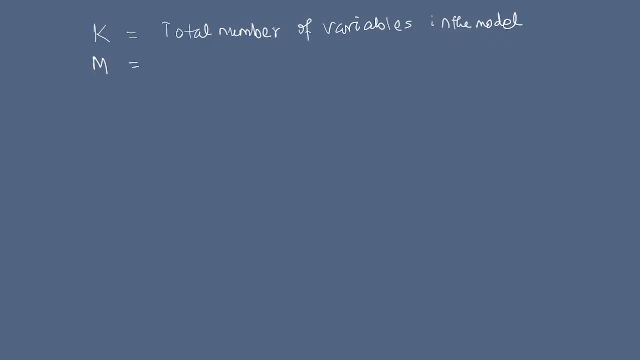 K = Total number of variables in the model
M =